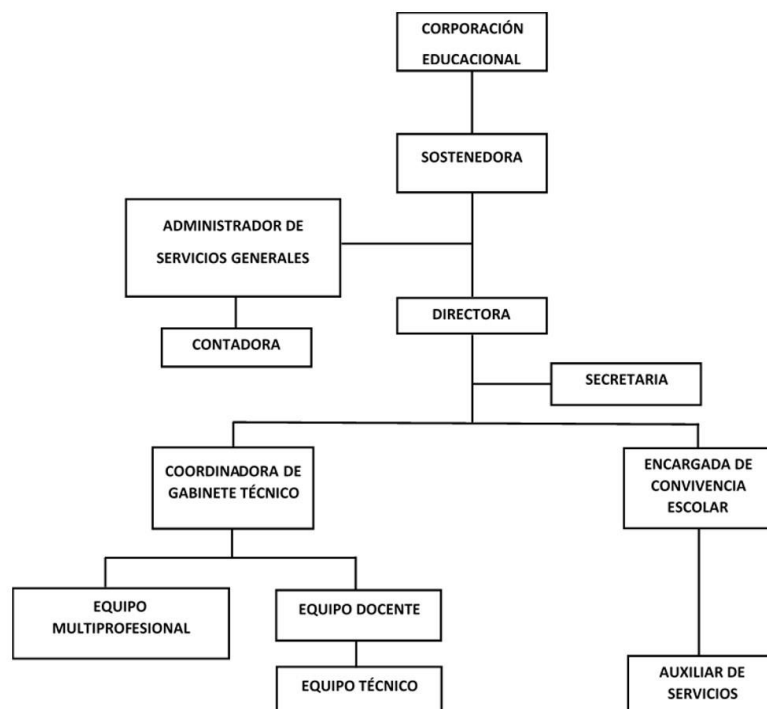 CORPORACIÓN
EDUCACIONAL
SOSTENEDORA
ADMINISTRADOR DE
SERVICIOS GENERALES
DIRECTORA
CONTADORA
SECRETARIA
COORDINADORA DE
GABINETE TÉCNICO
ENCARGADA DE
CONVIVENCIA
ESCOLAR
EQUIPO
MULTIPROFESIONAL
EQUIPO DOCENTE
EQUIPO TÉCNICO
AUXILIAR DE
SERVICIOS